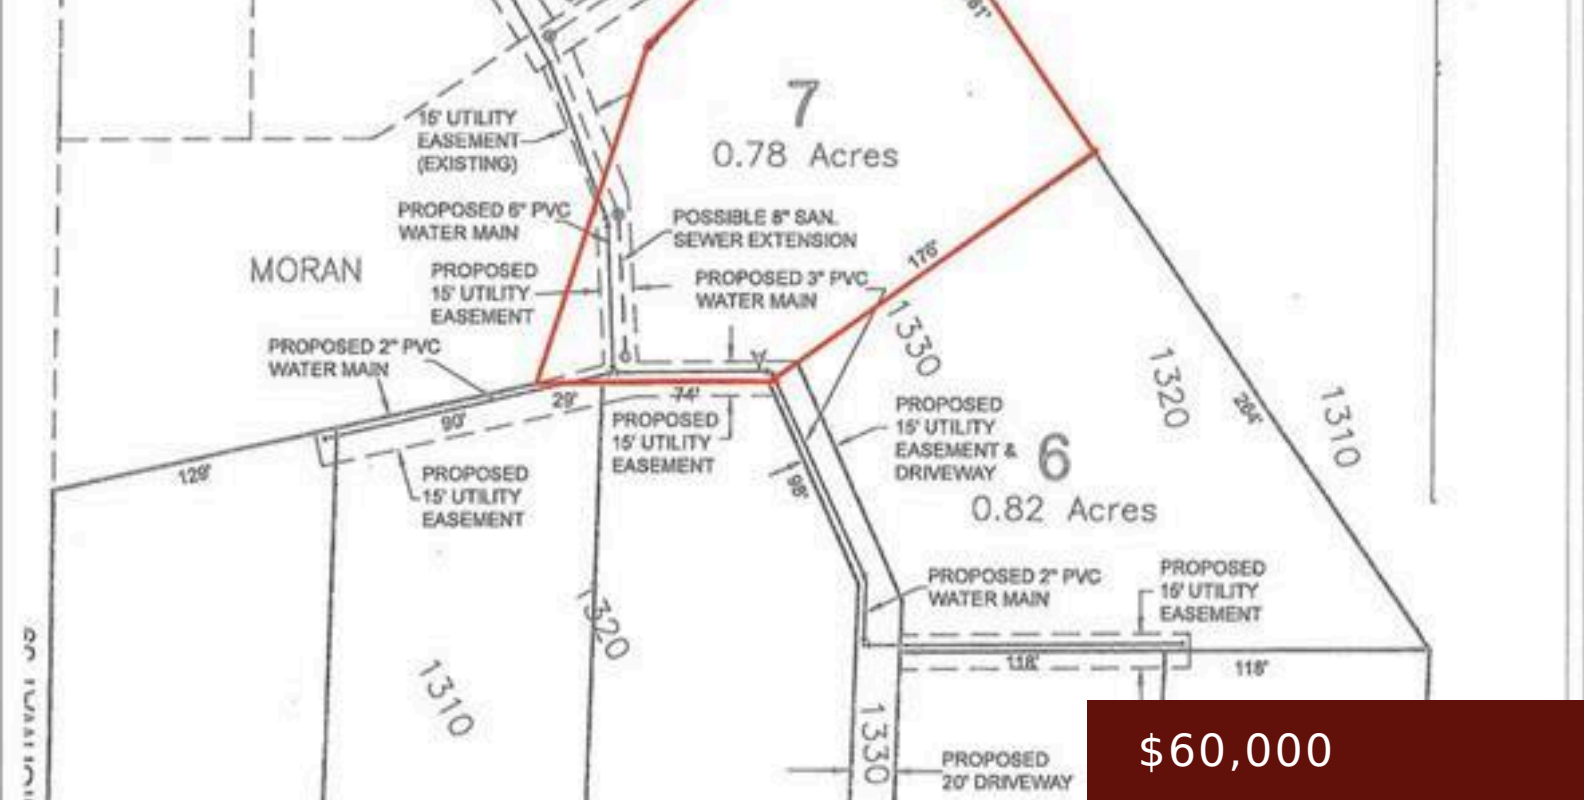 81'
7
0.78 Acres
15' UTILITY
EASEMENT
(EXISTING)
PROPOSED 6" PVC
WATER MAIN
POSSIBLE 8" SAN.
SEWER EXTENSION
MORAN
PROPOSED
15' UTILITY
EASEMENT
PROPOSED 3" PVC
WATER MAIN
176'
1330
1320
264'
1310
PROPOSED 2" PVC
WATER MAIN
90'
29'
74'
129'
PROPOSED
15' UTILITY
EASEMENT
PROPOSED
15' UTILITY
EASEMENT
98'
PROPOSED
15' UTILITY
EASEMENT &
DRIVEWAY
6
0.82 Acres
PROPOSED 2" PVC
WATER MAIN
PROPOSED
15' UTILITY
EASEMENT
118'
118'
1320
1310
1330
PROPOSED
20' DRIVEWAY
$60,000